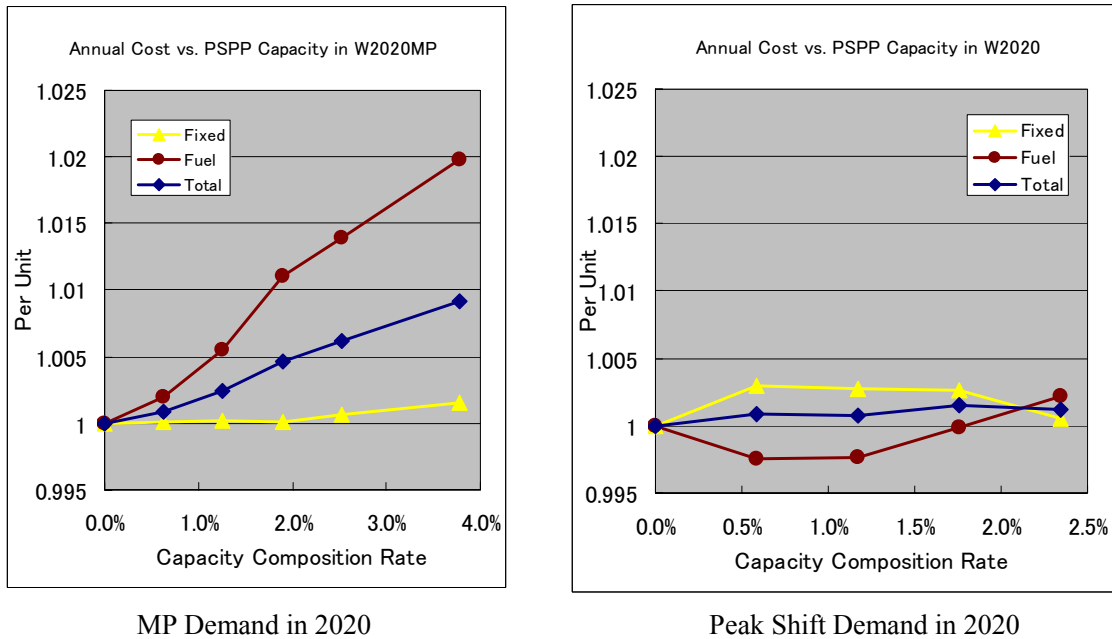 Annual Cost vs. PSPP Capacity in W2020MP
1.025
1.02
1.015
1.01
1.005
1
0.995
Per Unit
Fixed
Fuel
Total
0.0% 1.0% 2.0% 3.0% 4.0%
Capacity Composition Rate
MP Demand in 2020
Annual Cost vs. PSPP Capacity in W2020
1.025
1.02
1.015
1.01
1.005
1
0.995
Per Unit
Fixed
Fuel
Total
0.0% 0.5% 1.0% 1.5% 2.0% 2.5%
Capacity Composition Rate
Peak Shift Demand in 2020